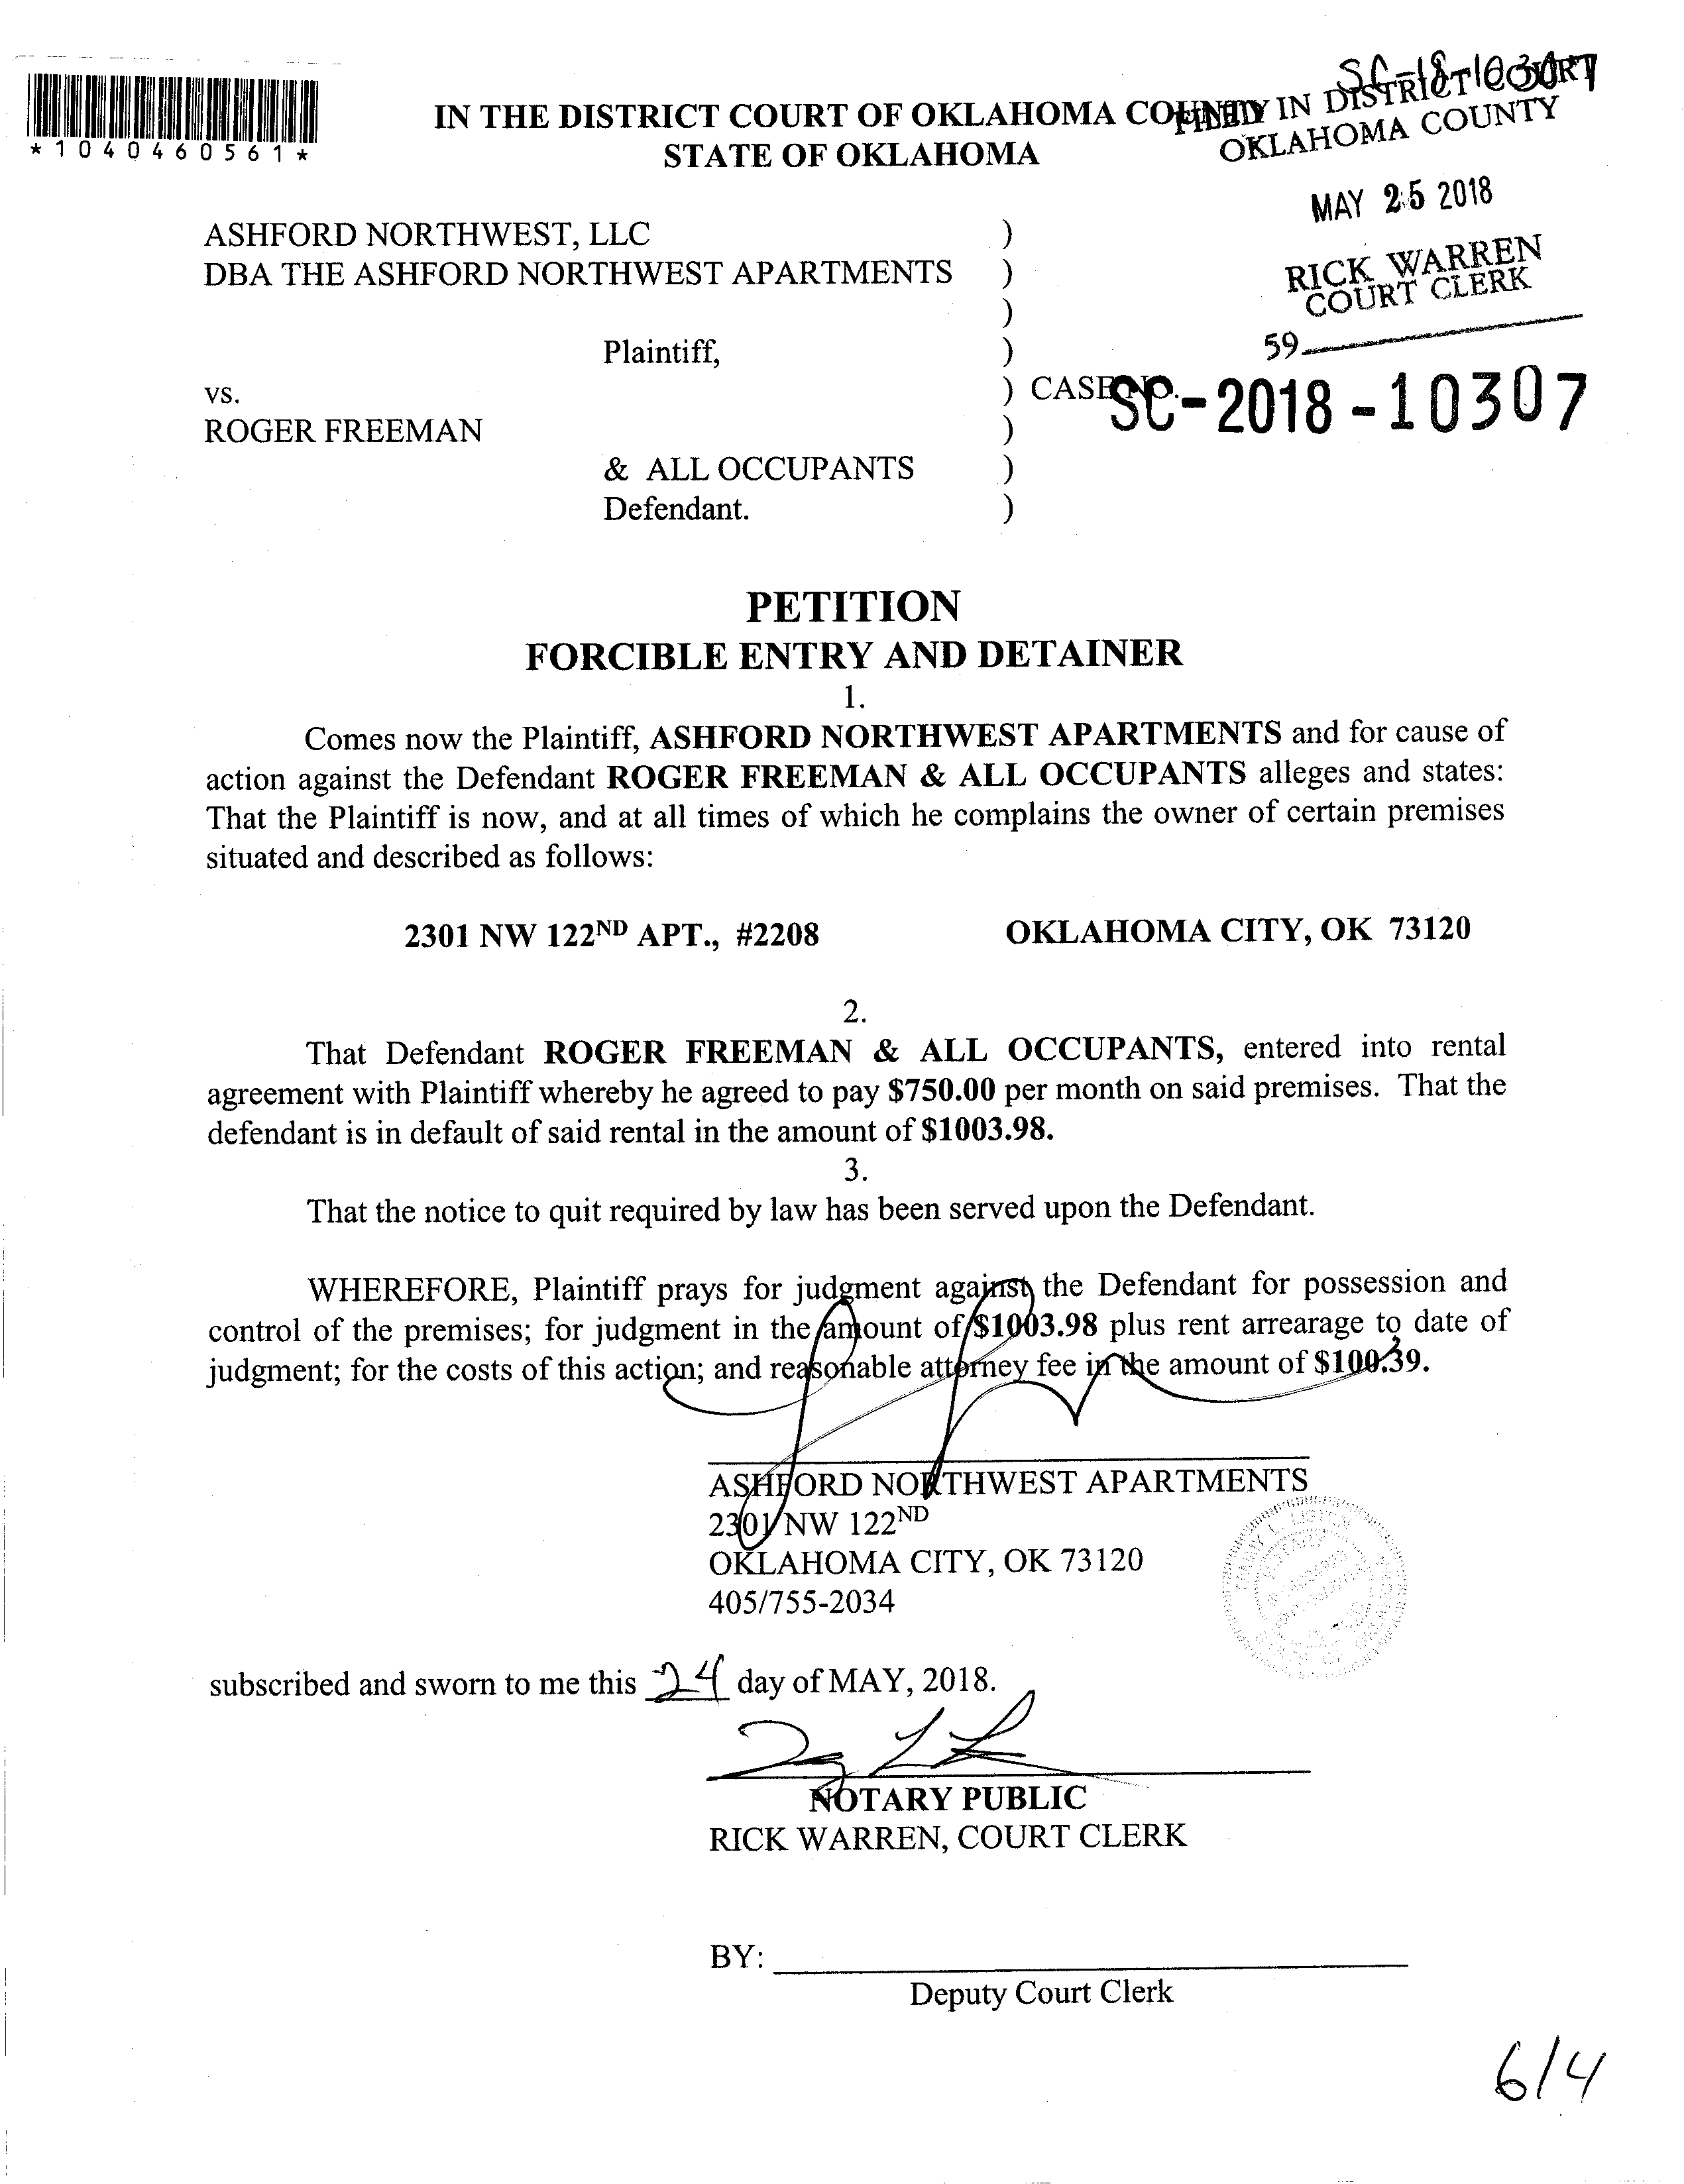 SC-18-10307
*1040460561*
IN THE DISTRICT COURT OF OKLAHOMA COUNTY
STATE OF OKLAHOMA
FILED IN DISTRICT COURT
OKLAHOMA COUNTY
MAY 25 2018
RICK WARREN
COURT CLERK
59
ASHFORD NORTHWEST, LLC )
DBA THE ASHFORD NORTHWEST APARTMENTS )
)
Plaintiff, )
vs. ) CASE NO. SC-2018-10307
ROGER FREEMAN )
& ALL OCCUPANTS )
Defendant. )
PETITION
FORCIBLE ENTRY AND DETAINER
1.
Comes now the Plaintiff, ASHFORD NORTHWEST APARTMENTS and for cause of
action against the Defendant ROGER FREEMAN & ALL OCCUPANTS alleges and states:
That the Plaintiff is now, and at all times of which he complains the owner of certain premises
situated and described as follows:
2301 NW 122ND APT., #2208 OKLAHOMA CITY, OK 73120
2.
That Defendant ROGER FREEMAN & ALL OCCUPANTS, entered into rental
agreement with Plaintiff whereby he agreed to pay $750.00 per month on said premises. That the
defendant is in default of said rental in the amount of $1003.98.
3.
That the notice to quit required by law has been served upon the Defendant.
WHEREFORE, Plaintiff prays for judgment against the Defendant for possession and
control of the premises; for judgment in the amount of $1003.98 plus rent arrearage to date of
judgment; for the costs of this action; and reasonable attorney fee in the amount of $100.39.
ASHFORD NORTHWEST APARTMENTS
2301 NW 122ND
OKLAHOMA CITY, OK 73120
405/755-2034
subscribed and sworn to me this 24 day of MAY, 2018.
NOTARY PUBLIC
RICK WARREN, COURT CLERK
BY:
Deputy Court Clerk
6/4